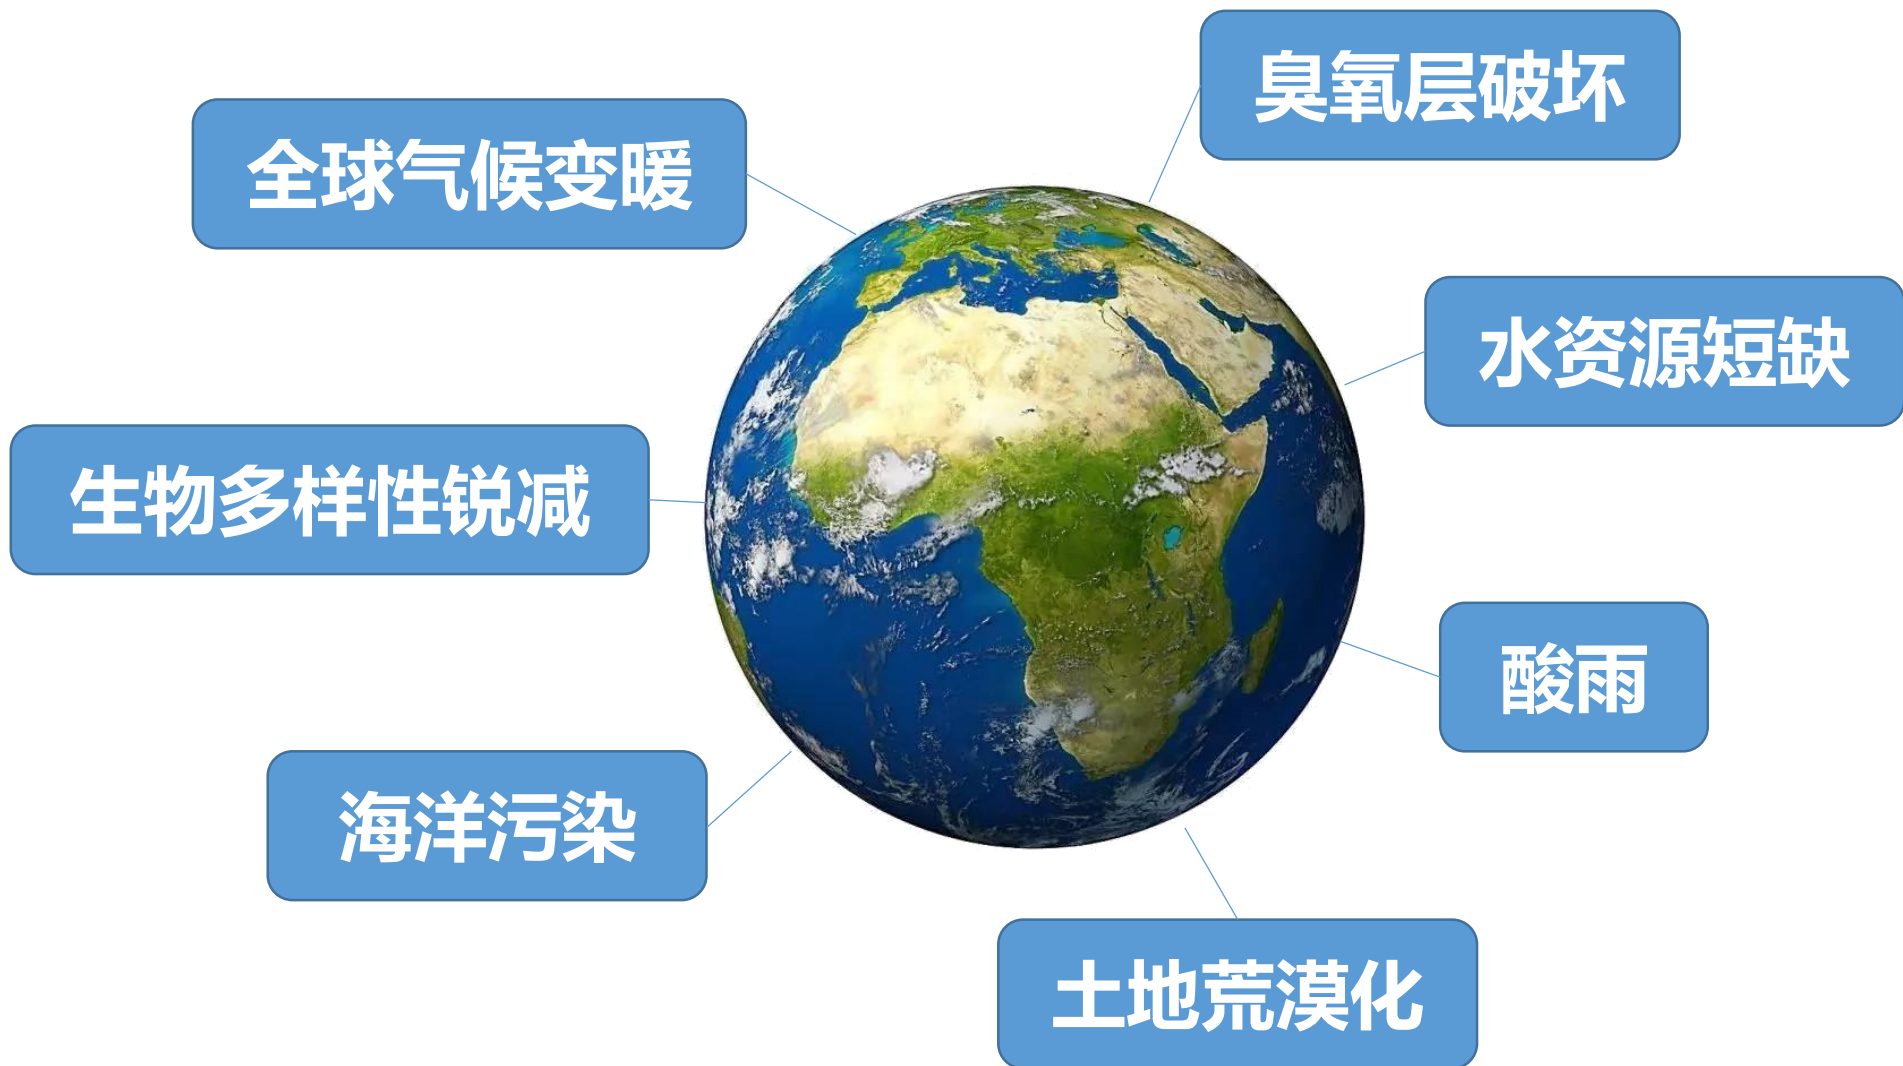 臭氧层破坏
全球气候变暖
水资源短缺
生物多样性锐减
酸雨
海洋污染
土地荒漠化